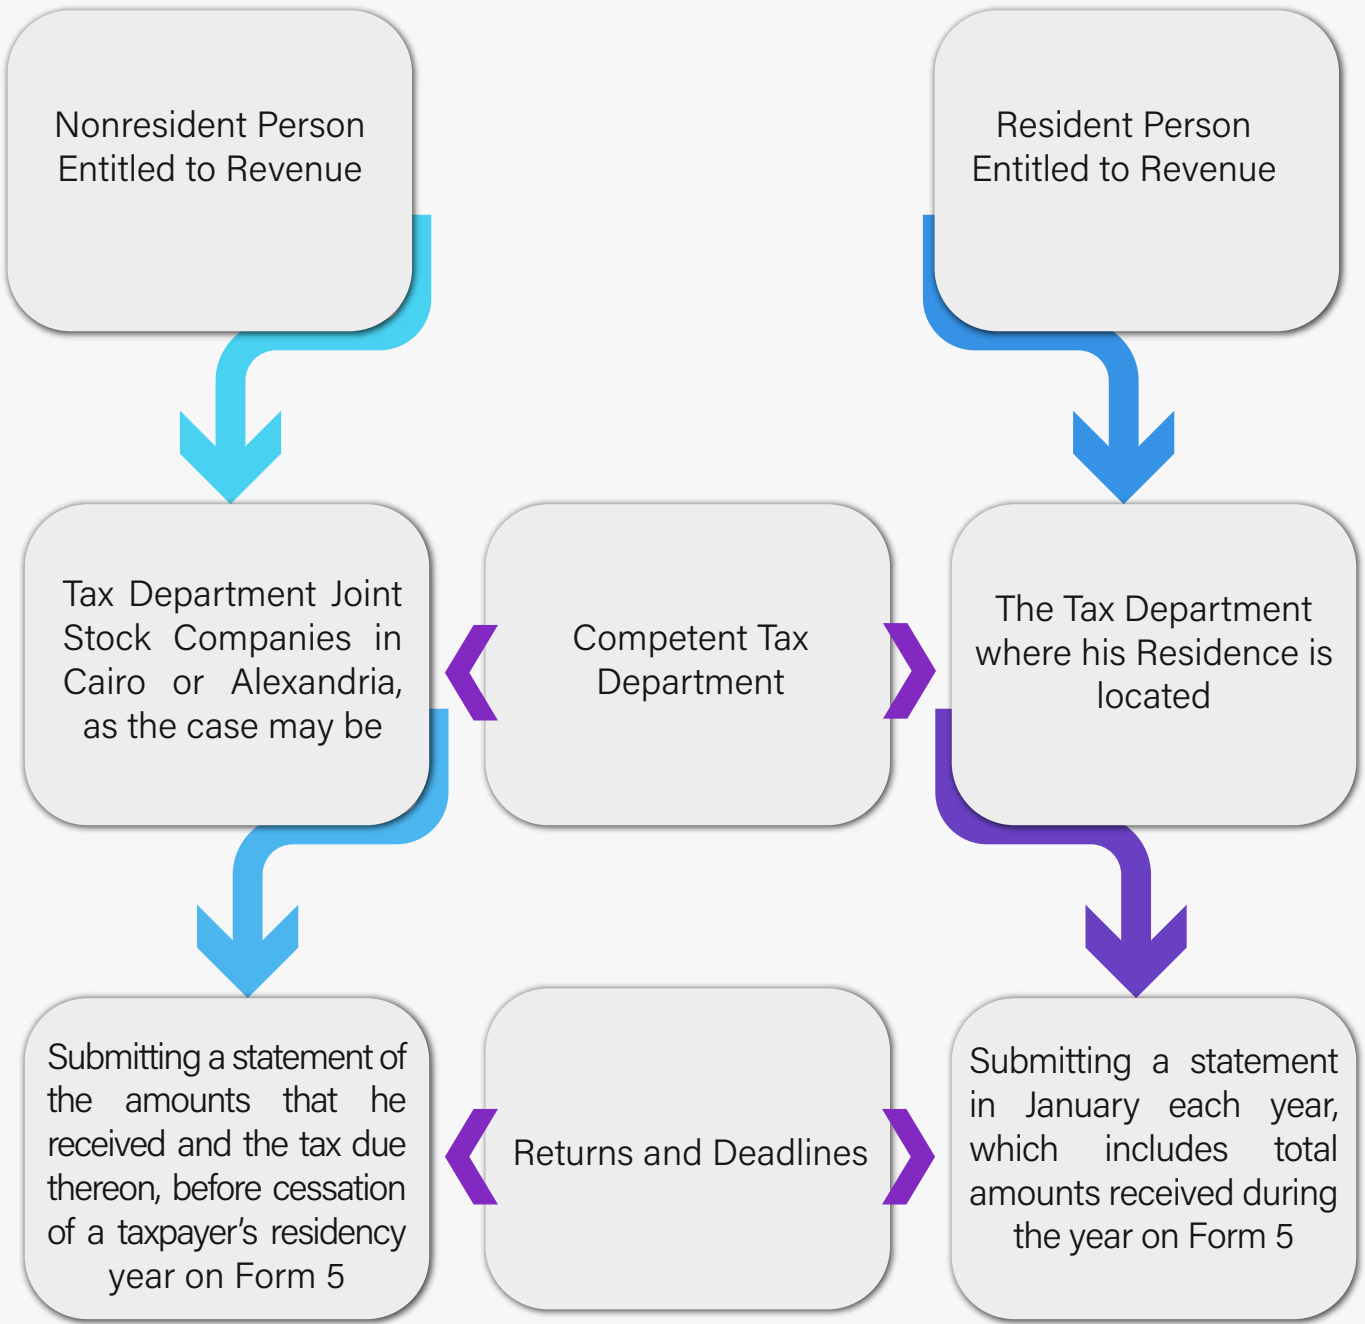 Nonresident Person
Entitled to Revenue
Resident Person
Entitled to Revenue
Tax Department Joint
Stock Companies in
Cairo or Alexandria,
as the case may be
Competent Tax
Department
The Tax Department
where his Residence is
located
Submitting a statement of
the amounts that he
received and the tax due
thereon, before cessation
of a taxpayer’s residency
year on Form 5
Returns and Deadlines
Submitting a statement
in January each year,
which includes total
amounts received during
the year on Form 5